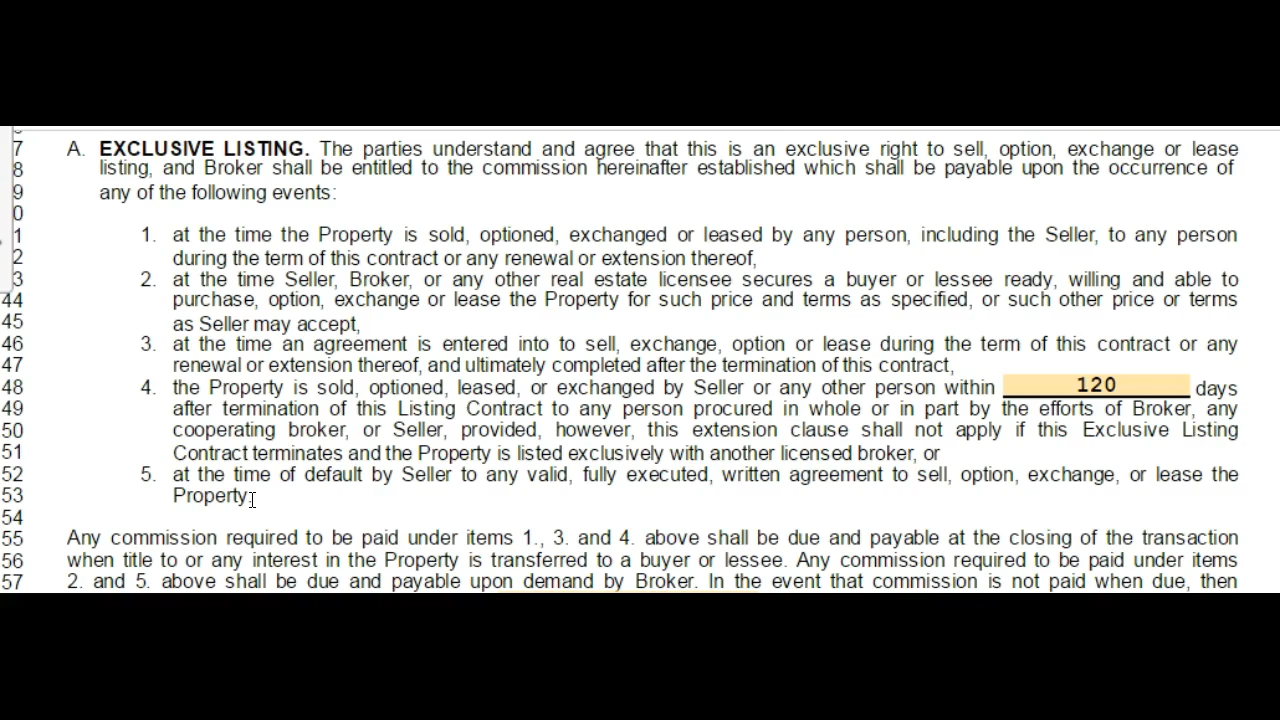 7 A. EXCLUSIVE LISTING. The parties understand and agree that this is an exclusive right to sell, option, exchange or lease
8 listing, and Broker shall be entitled to the commission hereinafter established which shall be payable upon the occurrence of
9 any of the following events:
0
1 1. at the time the Property is sold, optioned, exchanged or leased by any person, including the Seller, to any person
2 during the term of this contract or any renewal or extension thereof,
3 2. at the time Seller, Broker, or any other real estate licensee secures a buyer or lessee ready, willing and able to
44 purchase, option, exchange or lease the Property for such price and terms as specified, or such other price or terms
45 as Seller may accept,
46 3. at the time an agreement is entered into to sell, exchange, option or lease during the term of this contract or any
47 renewal or extension thereof, and ultimately completed after the termination of this contract,
48 4. the Property is sold, optioned, leased, or exchanged by Seller or any other person within 120 days
49 after termination of this Listing Contract to any person procured in whole or in part by the efforts of Broker, any
50 cooperating broker, or Seller, provided, however, this extension clause shall not apply if this Exclusive Listing
51 Contract terminates and the Property is listed exclusively with another licensed broker, or
52 5. at the time of default by Seller to any valid, fully executed, written agreement to sell, option, exchange, or lease the
53 Property.
54
55 Any commission required to be paid under items 1., 3. and 4. above shall be due and payable at the closing of the transaction
56 when title to or any interest in the Property is transferred to a buyer or lessee. Any commission required to be paid under items
57 2. and 5. above shall be due and payable upon demand by Broker. In the event that commission is not paid when due, then